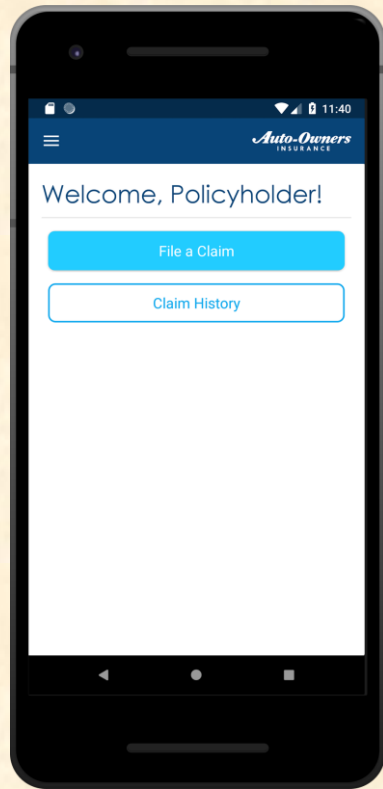 11:40
Auto-Owners
INSURANCE
Welcome, Policyholder!
File a Claim
Claim History